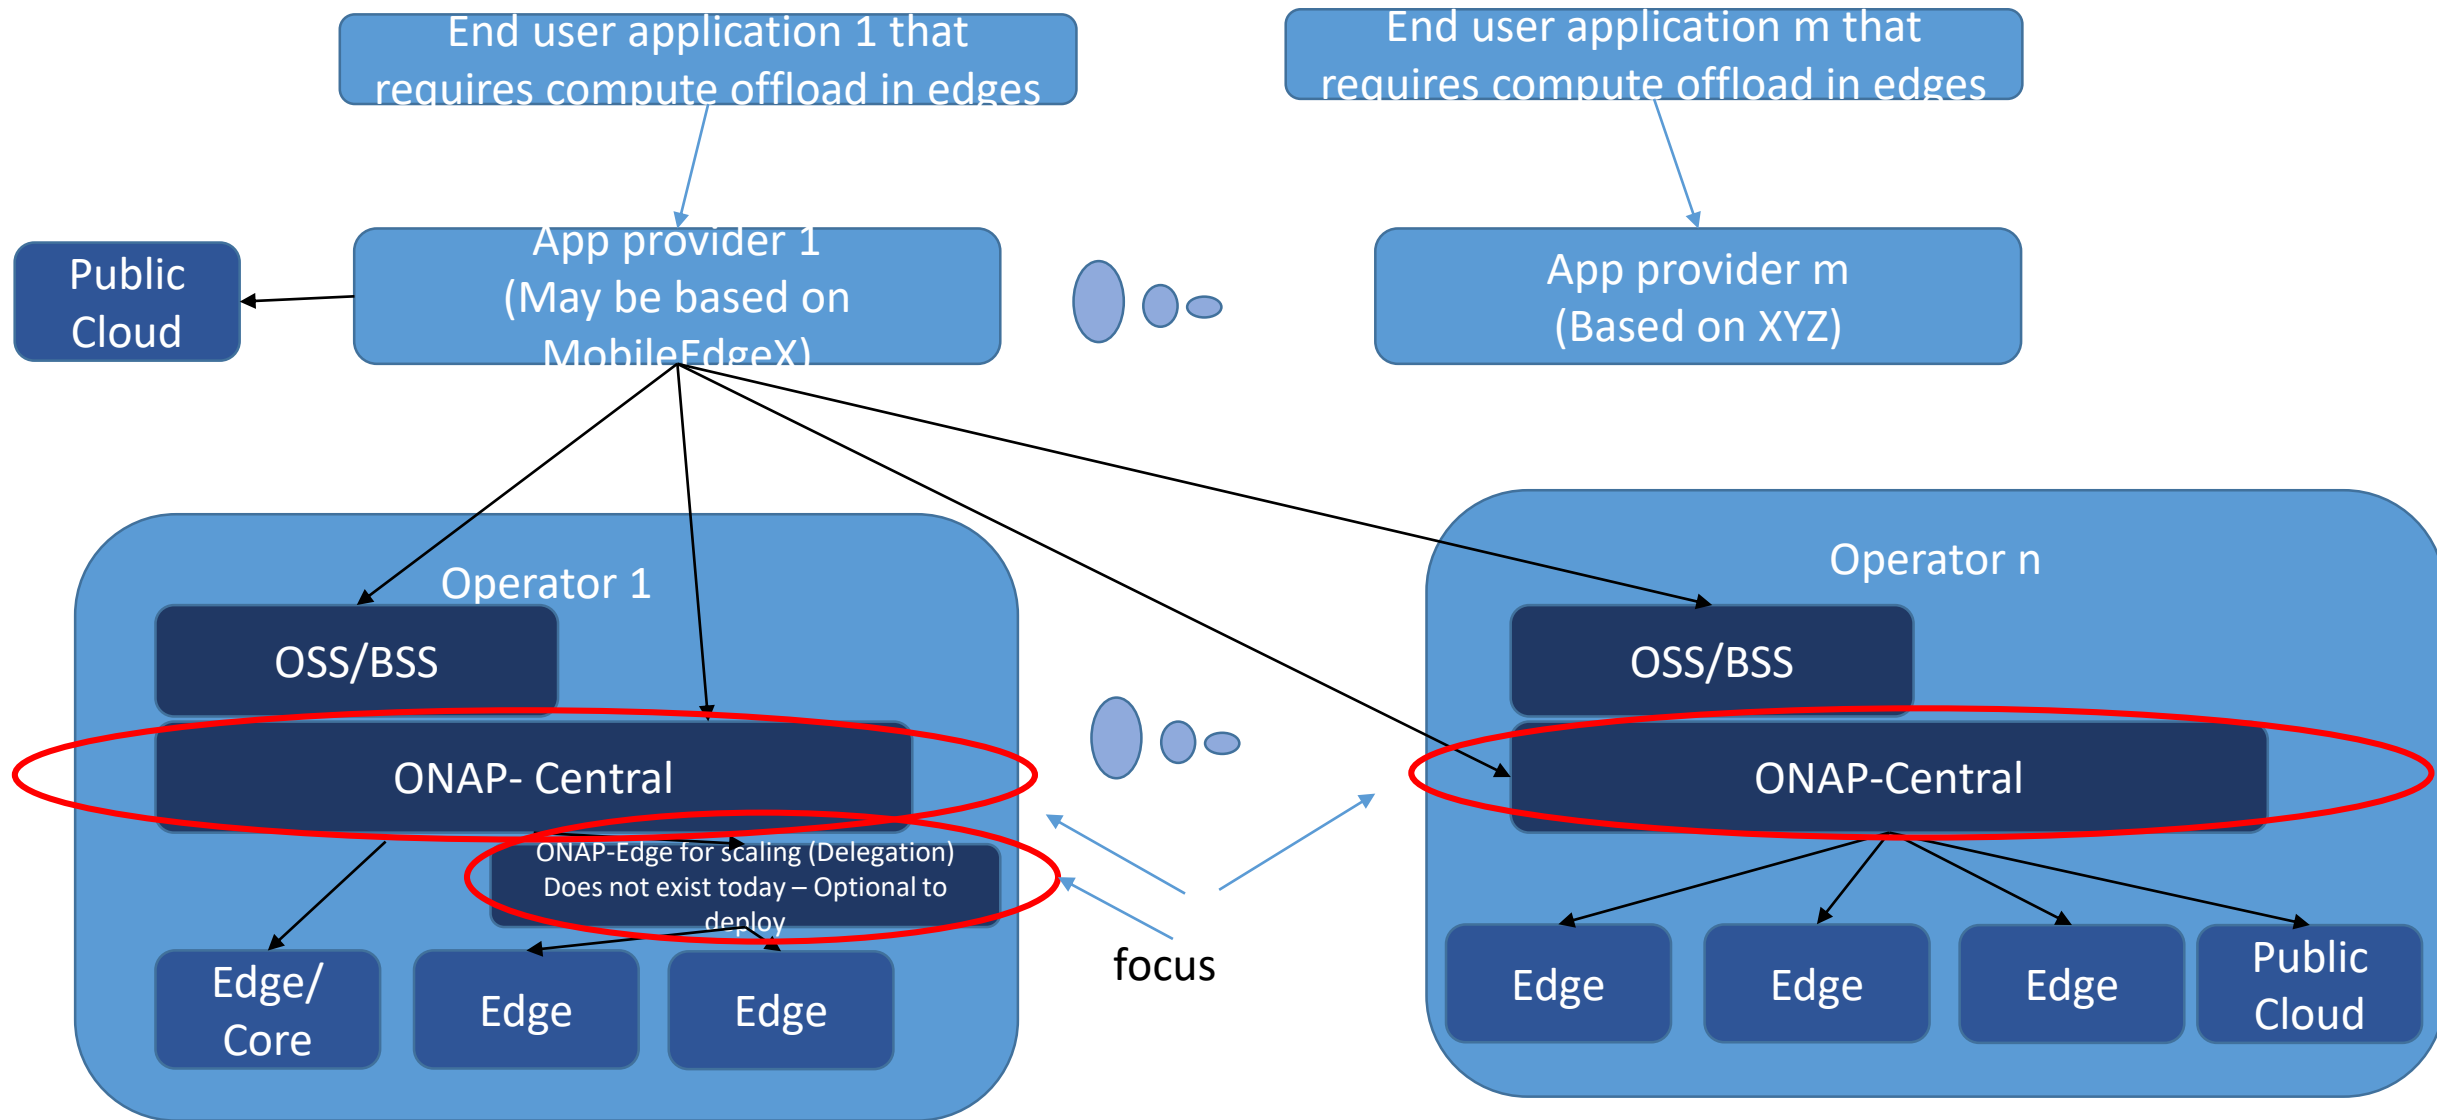 End user application 1 that
requires compute offload in edges
End user application m that
requires compute offload in edges
Public
Cloud
App provider 1
(May be based on
MobileEdgeX)
App provider m
(Based on XYZ)
Operator 1
OSS/BSS
ONAP- Central
ONAP-Edge for scaling (Delegation)
Does not exist today – Optional to
deploy
Edge/
Core
Edge
Edge
focus
Operator n
OSS/BSS
ONAP-Central
Edge
Edge
Edge
Public
Cloud